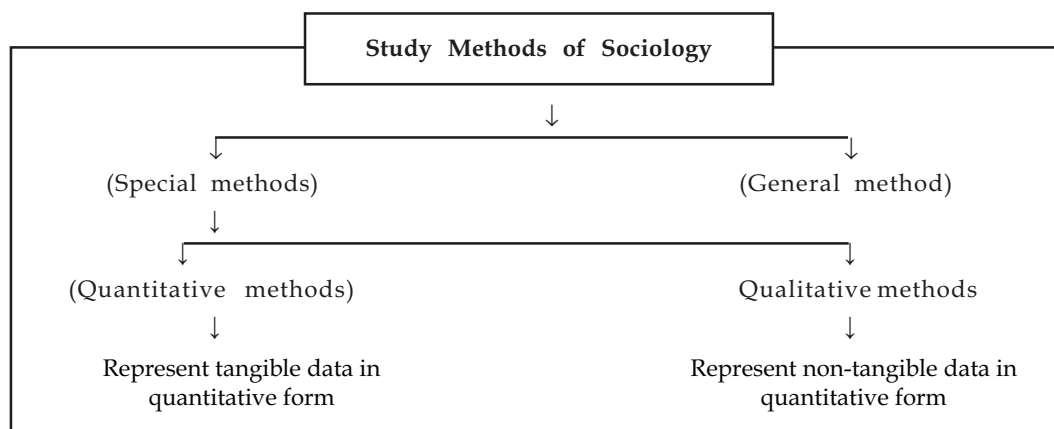 Study Methods of Sociology
↓
↓ ↓
(Special methods) (General method)
↓
↓ ↓
(Quantitative methods) Qualitative methods
↓ ↓
Represent tangible data in Represent non-tangible data in
quantitative form quantitative form